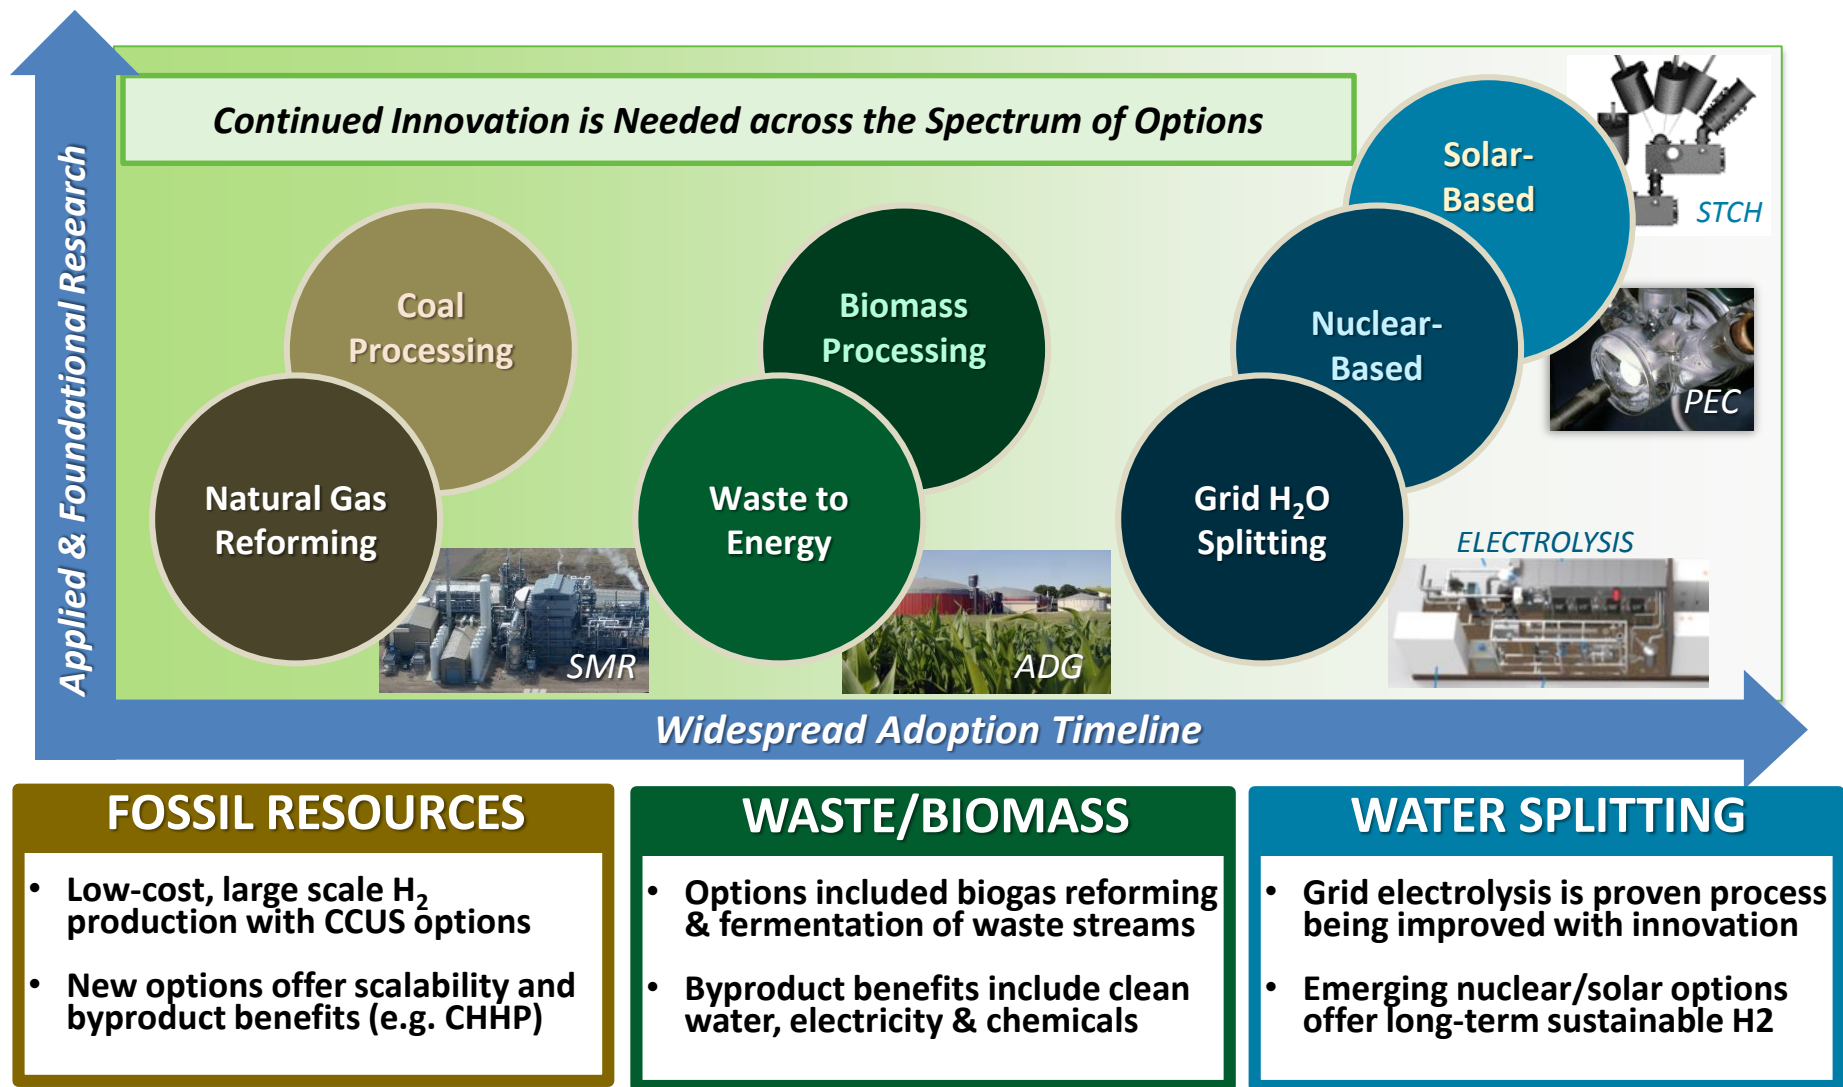 Continued Innovation is Needed across the Spectrum of Options
Applied & Foundational Research
Solar-
Based
STCH
Coal
Processing
Biomass
Processing
Nuclear-
Based
PEC
Natural Gas
Reforming
Waste to
Energy
Grid H₂O
Splitting
ELECTROLYSIS
SMR
ADG
Widespread Adoption Timeline
FOSSIL RESOURCES
• Low-cost, large scale H₂
production with CCUS options
• New options offer scalability and
byproduct benefits (e.g. CHHP)
WASTE/BIOMASS
• Options included biogas reforming
& fermentation of waste streams
• Byproduct benefits include clean
water, electricity & chemicals
WATER SPLITTING
• Grid electrolysis is proven process
being improved with innovation
• Emerging nuclear/solar options
offer long-term sustainable H2